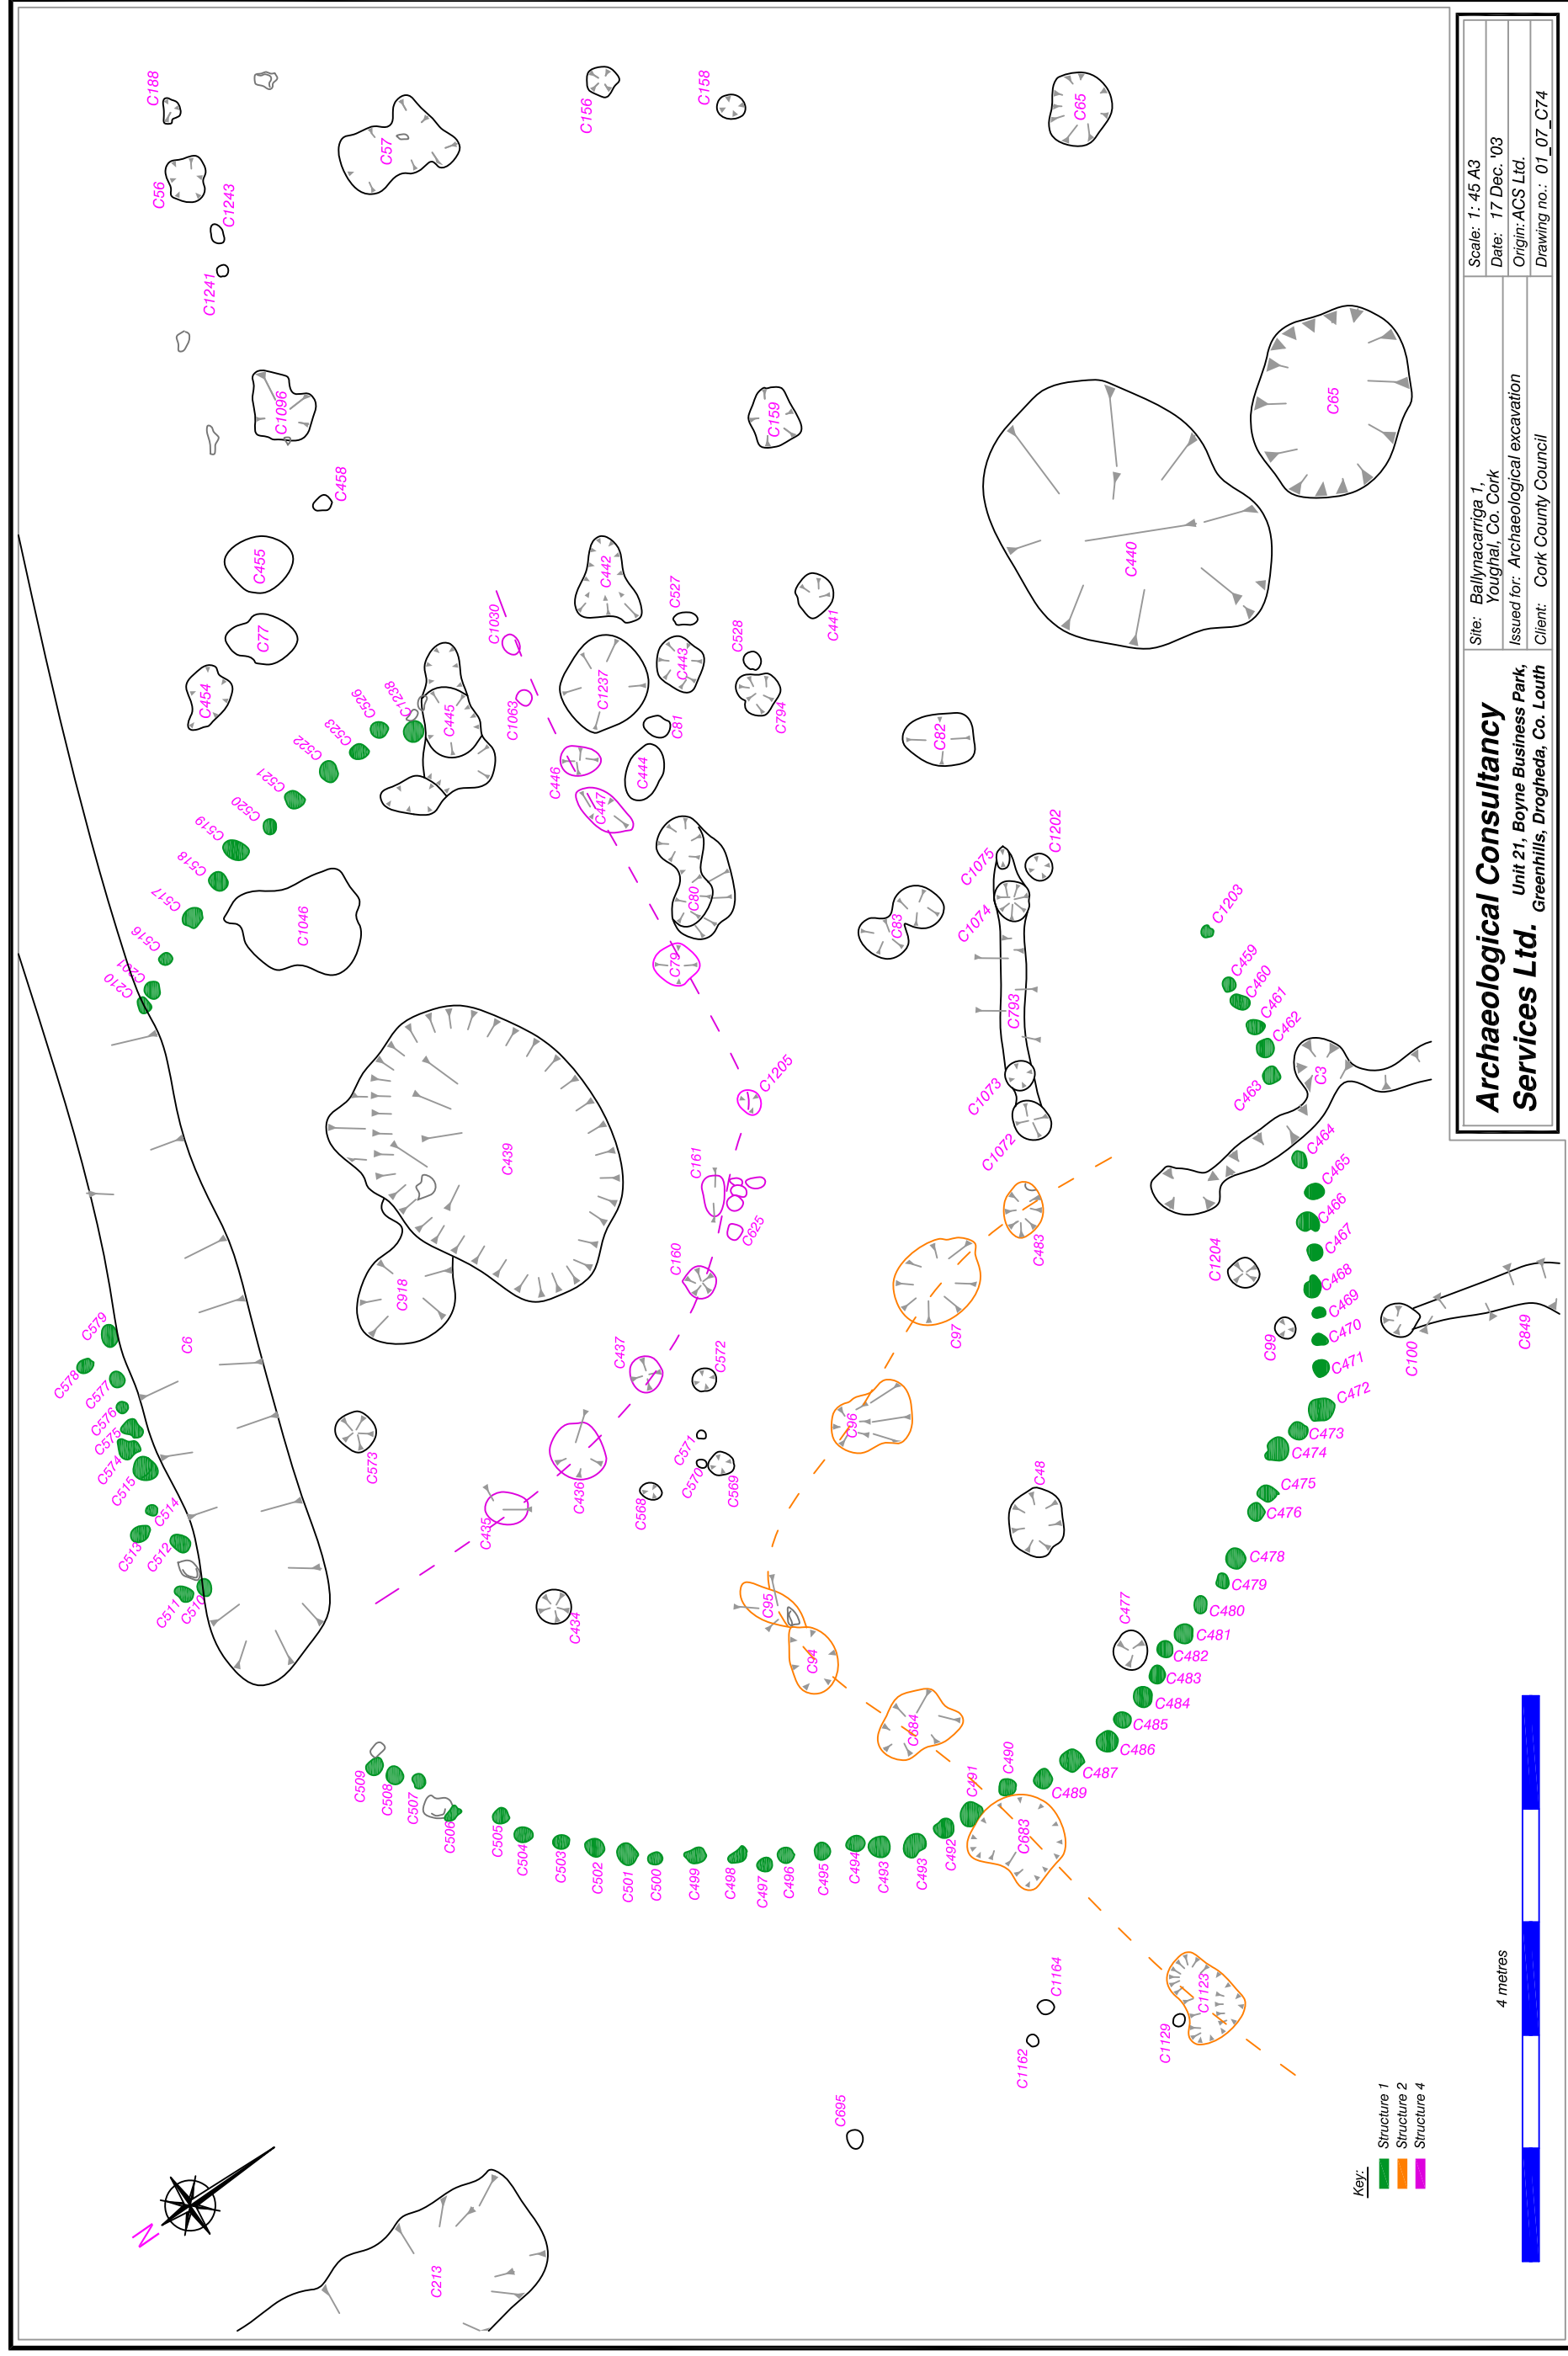 C188
C56
C1243
C1241
C57
C156
C158
C65
C1096
C458
C455
C77
C454
C159
C65
C440
C1030
C442
C527
C443
C528
C441
C1237
C1063
C794
C81
C82
C446
C444
C447
C445
C1238
C526
C523
C522
C521
C520
C519
C518
C517
C516
C201
C210
C1046
C80
C79
C83
C1075
C1202
C1074
C793
C1073
C1072
C1203
C459
C460
C461
C462
C463
C3
C464
C465
C466
C467
C468
C469
C470
C471
C472
C473
C474
C475
C476
C478
C479
C480
C481
C482
C483
C484
C485
C486
C487
C489
C490
C491
C492
C493
C493
C494
C495
C496
C497
C498
C499
C500
C501
C502
C503
C504
C505
C506
C507
C508
C509
C439
C918
C1205
C161
C625
C160
C437
C572
C571
C570
C569
C568
C436
C435
C434
C573
C6
C579
C578
C577
C576
C575
C574
C515
C514
C513
C512
C511
C510
C483
C97
C96
C95
C94
C684
C683
C48
C477
C1204
C99
C100
C849
C1164
C1162
C1129
C1123
C695
C213
N
Key:
Structure 1
Structure 2
Structure 4
4 metres
Archaeological Consultancy
Services Ltd.
Unit 21, Boyne Business Park,
Greenhills, Drogheda, Co. Louth
Site: Ballynacarriga 1,
Youghal, Co. Cork
Issued for: Archaeological excavation
Client: Cork County Council
Scale: 1: 45 A3
Date: 17 Dec. '03
Origin: ACS Ltd.
Drawing no.: 01_07_C74